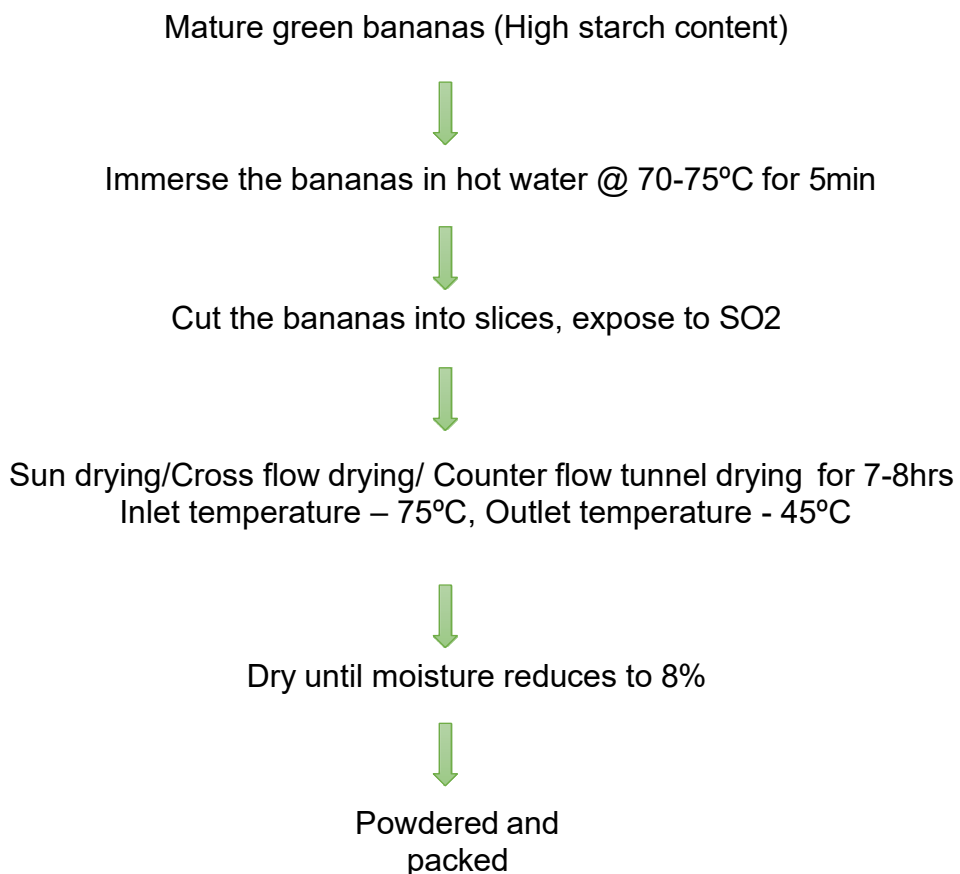 Mature green bananas (High starch content)
Immerse the bananas in hot water @ 70-75ºC for 5min
Cut the bananas into slices, expose to SO2
Sun drying/Cross flow drying/ Counter flow tunnel drying  for 7-8hrs
Inlet temperature – 75ºC, Outlet temperature - 45ºC
Dry until moisture reduces to 8%
Powdered and
packed